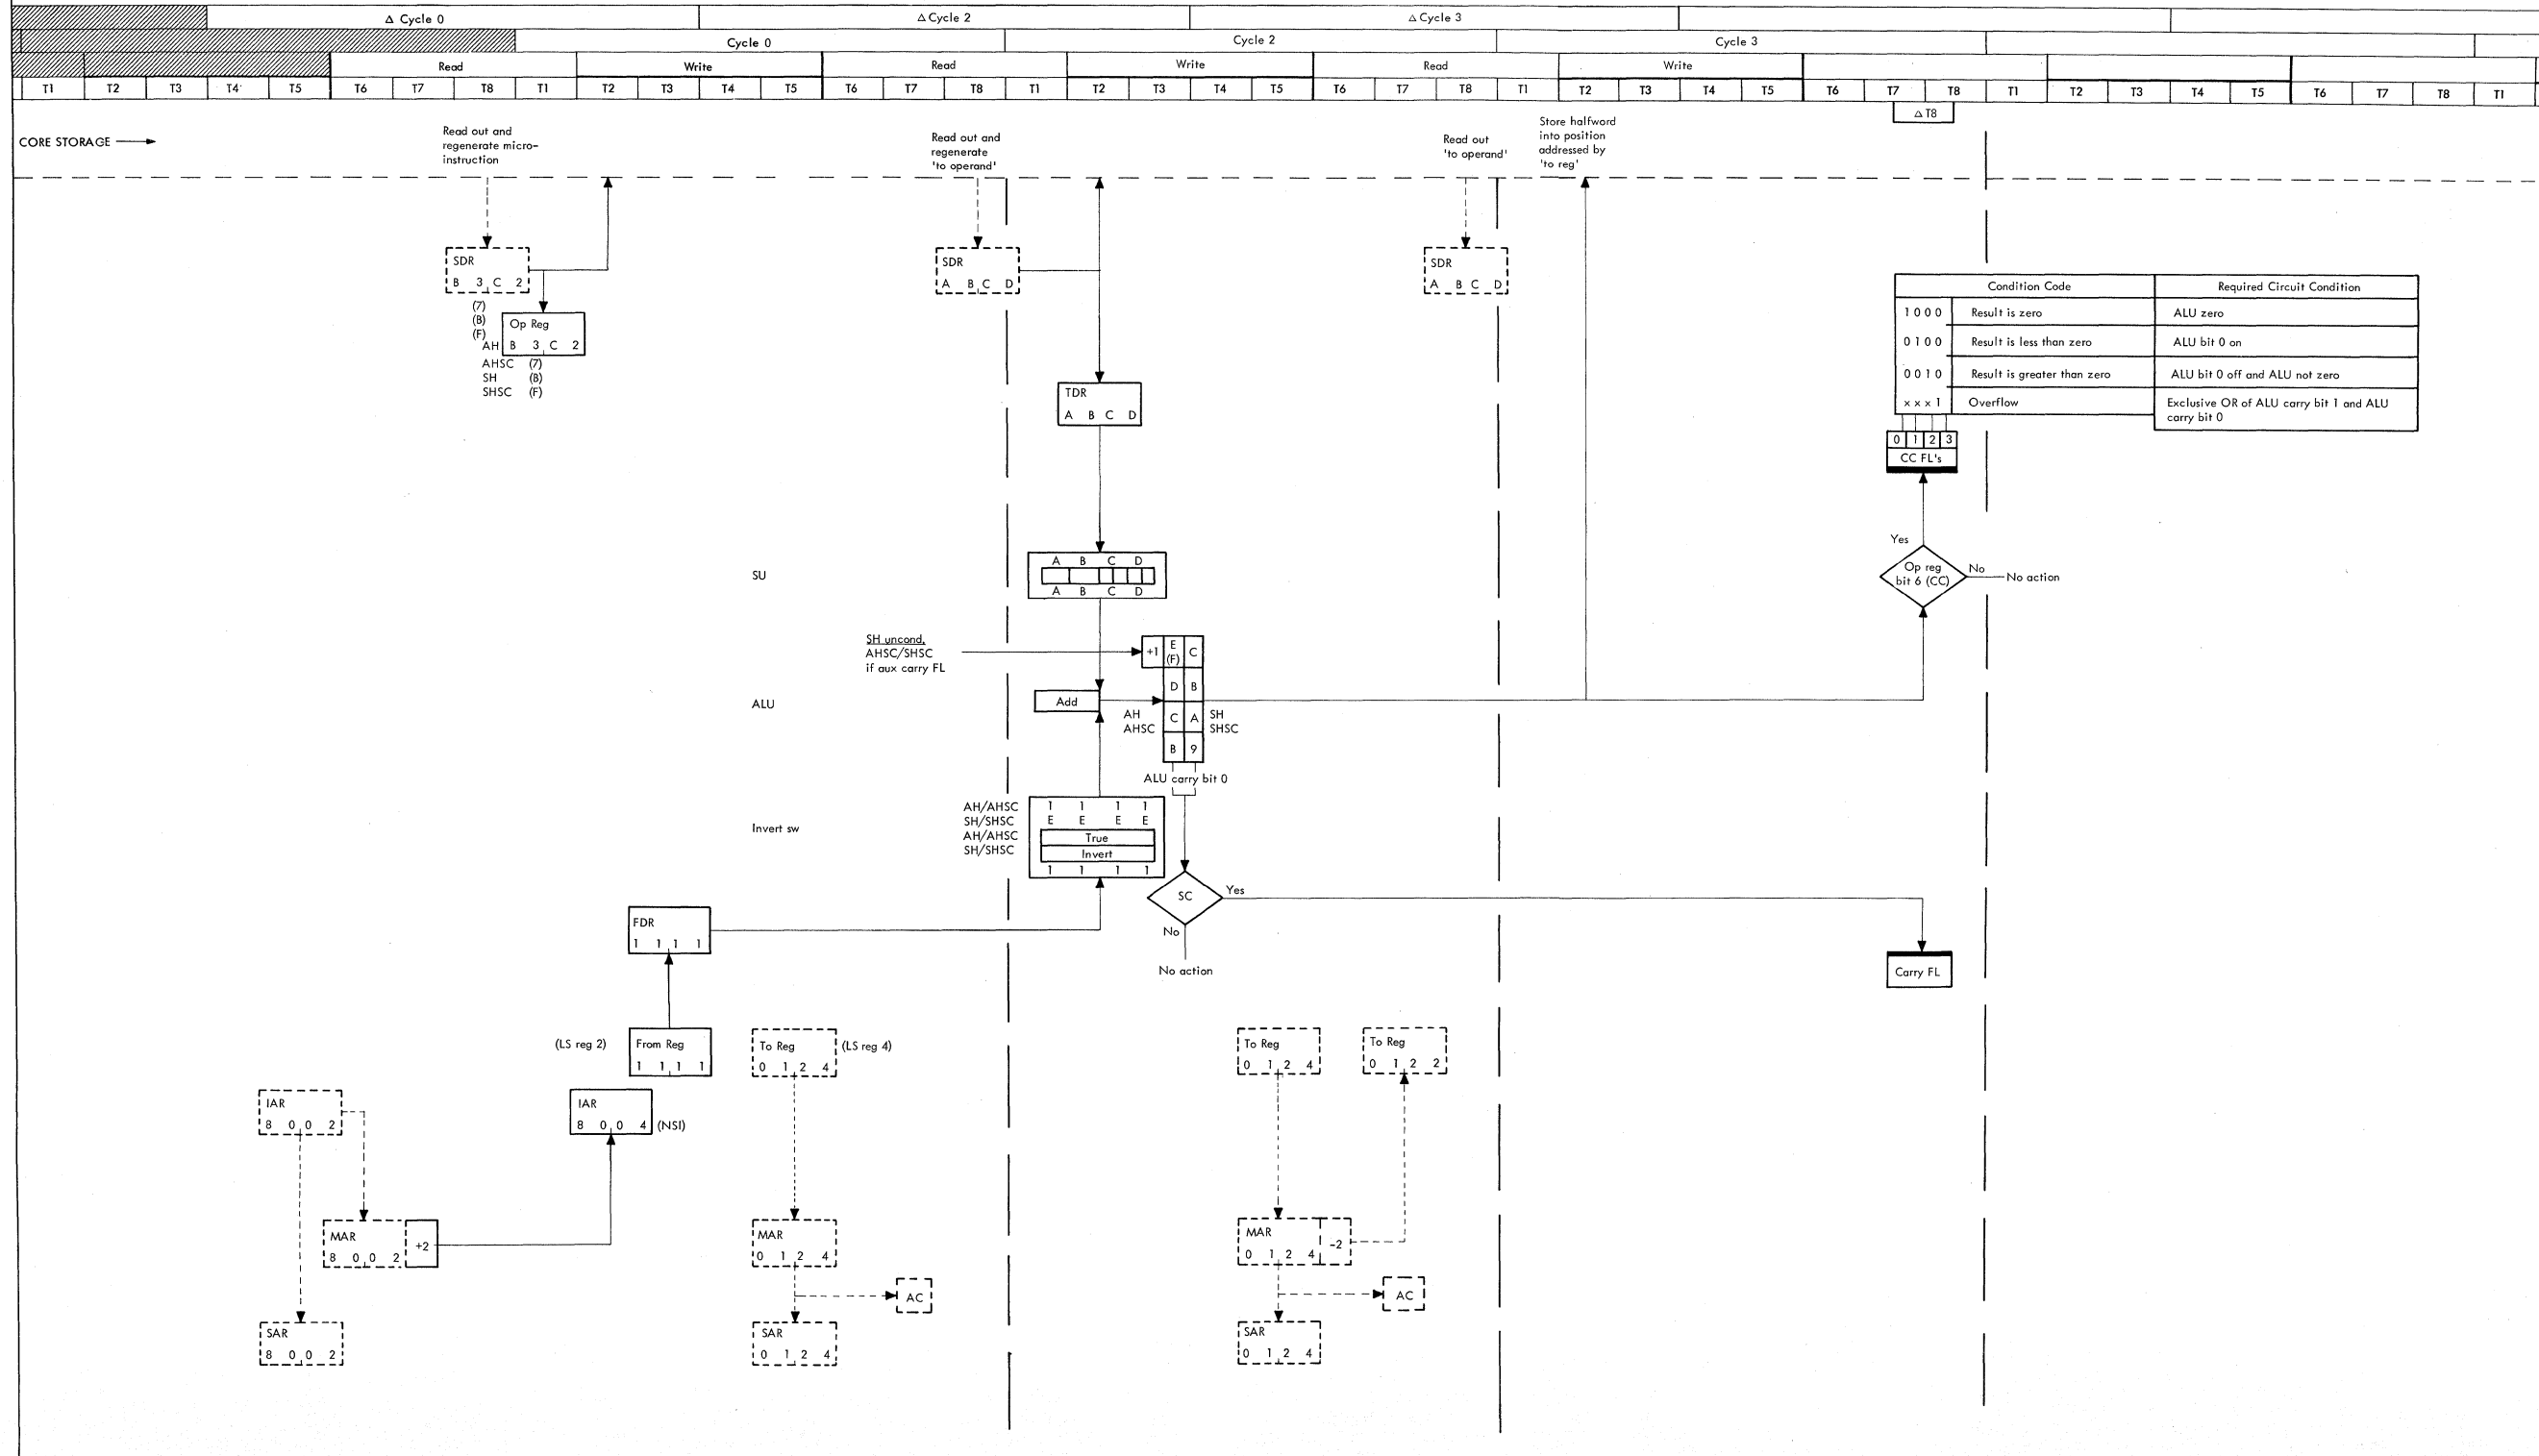 Δ Cycle 0 Δ Cycle 2 Δ Cycle 3
Cycle 0 Cycle 2 Cycle 3
Read Write Read Write Read Write
T1 T2 T3 T4 T5 T6 T7 T8 T1 T2 T3 T4 T5 T6 T7 T8 T1 T2 T3 T4 T5 T6 T7 T8 T1 T2 T3 T4 T5 T6 T7 T8 T1 T2 T3 T4 T5 T6 T7 T8 T1
Δ T8
CORE STORAGE
Read out and
regenerate micro-
instruction
Read out and
regenerate
'to operand'
Read out
'to operand'
Store halfword
into position
addressed by
'to reg'
SDR
B 3 C 2
(7)
(B)
(F)
Op Reg
AH B 3 C 2
AHSC (7)
SH (B)
SHSC (F)
SDR
A B C D
SDR
A B C D
TDR
A B C D
Condition Code Required Circuit Condition
1 0 0 0 Result is zero ALU zero
0 1 0 0 Result is less than zero ALU bit 0 on
0 0 1 0 Result is greater than zero ALU bit 0 off and ALU not zero
x x x 1 Overflow Exclusive OR of ALU carry bit 1 and ALU
carry bit 0
0 1 2 3
CC FL's
Yes
Op reg
bit 6 (CC)
No
No action
SU
A B C D
A B C D
SH uncond,
AHSC/SHSC
if aux carry FL
+1 E (F) C
D B
C A
B 9
ALU
Add
AH
AHSC
SH
SHSC
ALU carry bit 0
Invert sw
AH/AHSC 1 1 1 1
SH/SHSC E E E E
AH/AHSC True
SH/SHSC Invert
1 1 1 1
SC
Yes
No
No action
Carry FL
FDR
1 1 1 1
(LS reg 2)
From Reg
1 1 1 1
To Reg
0 1 2 4
(LS reg 4)
To Reg
0 1 2 4
To Reg
0 1 2 2
IAR
8 0 0 2
IAR
8 0 0 4
(NSI)
MAR
8 0 0 2
+2
MAR
0 1 2 4
MAR
0 1 2 4
-2
AC
AC
SAR
8 0 0 2
SAR
0 1 2 4
SAR
0 1 2 4